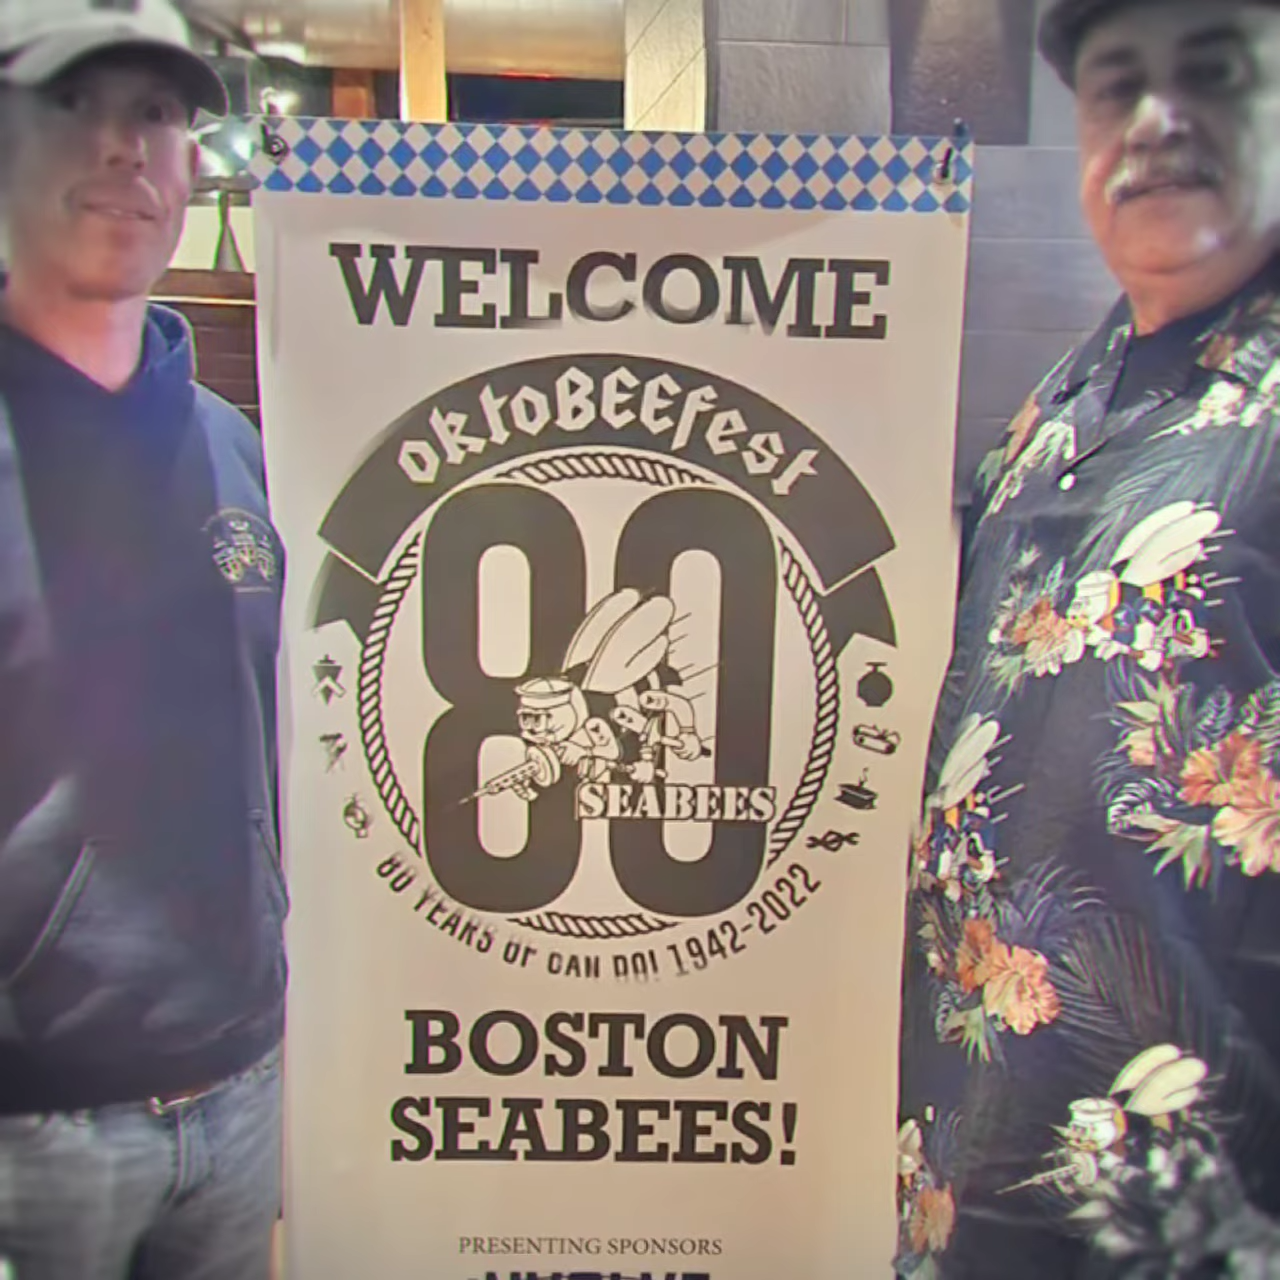 WELCOME
oktoBEEfest
80
SEABEES
80 YEARS OF CAN DO! 1942-2022
BOSTON
SEABEES!
PRESENTING SPONSORS